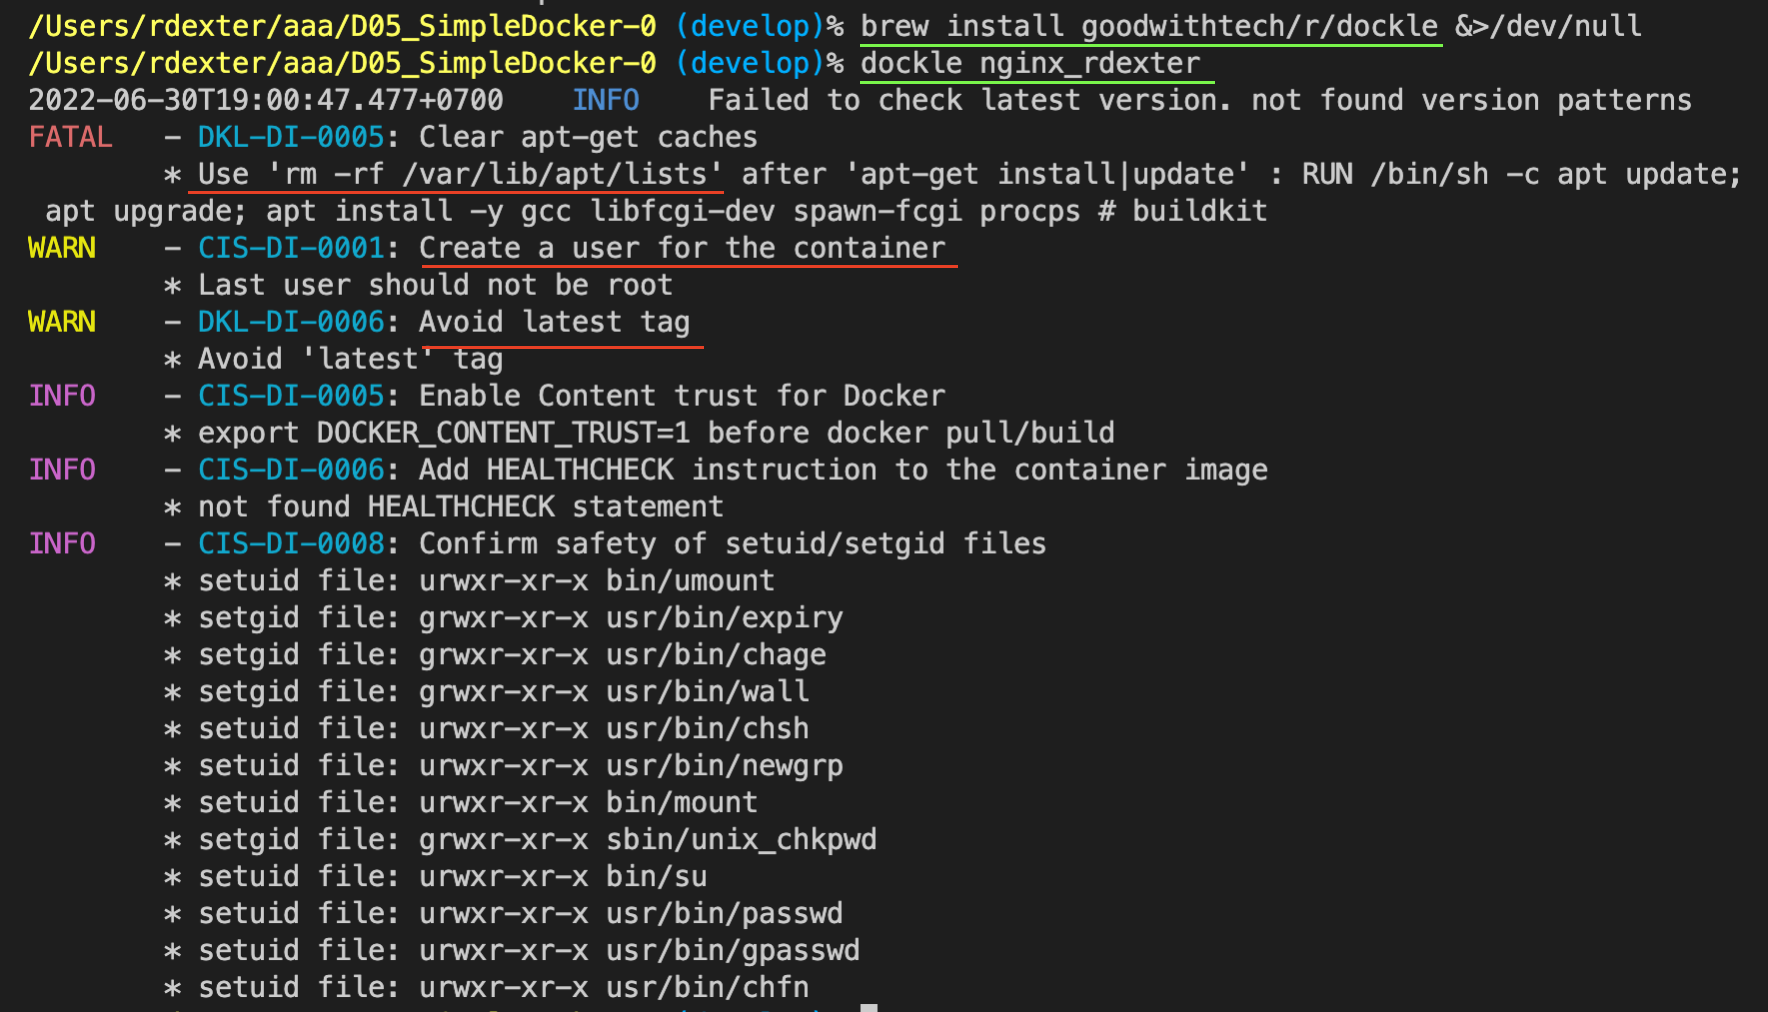 /Users/rdexter/aaa/D05_SimpleDocker-0 (develop)% brew install goodwithtech/r/dockle &>/dev/null
/Users/rdexter/aaa/D05_SimpleDocker-0 (develop)% dockle nginx_rdexter
2022-06-30T19:00:47.477+0700    INFO    Failed to check latest version. not found version patterns
FATAL   - DKL-DI-0005: Clear apt-get caches
        * Use 'rm -rf /var/lib/apt/lists' after 'apt-get install|update' : RUN /bin/sh -c apt update;
 apt upgrade; apt install -y gcc libfcgi-dev spawn-fcgi procps # buildkit
WARN    - CIS-DI-0001: Create a user for the container
        * Last user should not be root
WARN    - DKL-DI-0006: Avoid latest tag
        * Avoid 'latest' tag
INFO    - CIS-DI-0005: Enable Content trust for Docker
        * export DOCKER_CONTENT_TRUST=1 before docker pull/build
INFO    - CIS-DI-0006: Add HEALTHCHECK instruction to the container image
        * not found HEALTHCHECK statement
INFO    - CIS-DI-0008: Confirm safety of setuid/setgid files
        * setuid file: urwxr-xr-x bin/umount
        * setgid file: grwxr-xr-x usr/bin/expiry
        * setgid file: grwxr-xr-x usr/bin/chage
        * setgid file: grwxr-xr-x usr/bin/wall
        * setuid file: urwxr-xr-x usr/bin/chsh
        * setuid file: urwxr-xr-x usr/bin/newgrp
        * setuid file: urwxr-xr-x bin/mount
        * setgid file: grwxr-xr-x sbin/unix_chkpwd
        * setuid file: urwxr-xr-x bin/su
        * setuid file: urwxr-xr-x usr/bin/passwd
        * setuid file: urwxr-xr-x usr/bin/gpasswd
        * setuid file: urwxr-xr-x usr/bin/chfn